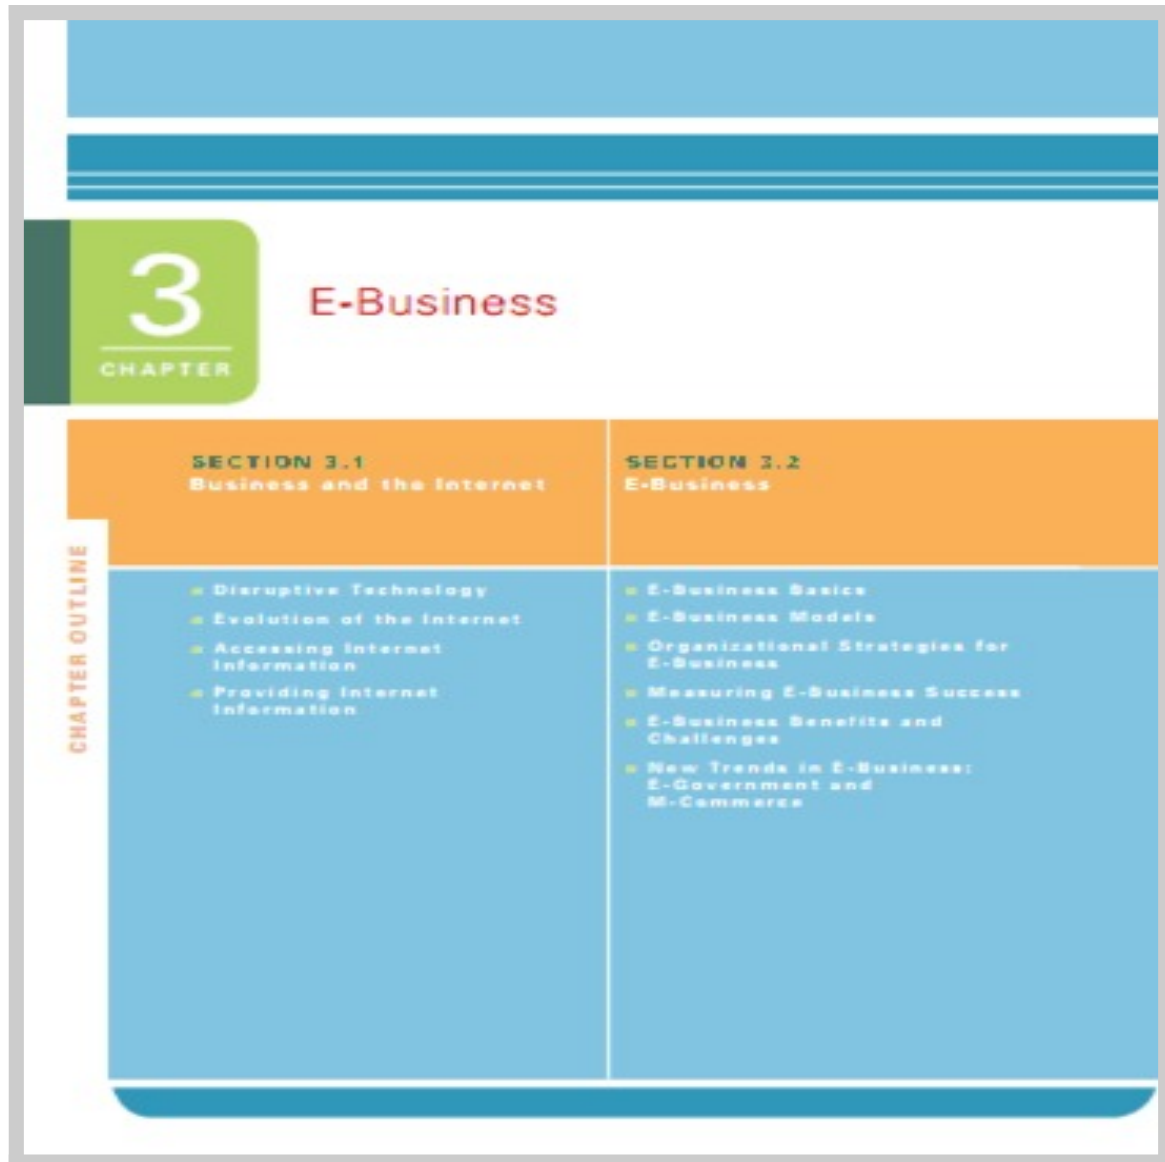 3
CHAPTER
E-Business
CHAPTER OUTLINE
SECTION 3.1
Business and the Internet
Disruptive Technology
Evolution of the Internet
Accessing Internet
Information
Providing Internet
Information
SECTION 3.2
E-Business
E-Business Basics
E-Business Models
Organizational Strategies for
E-Business
Measuring E-Business Success
E-Business Benefits and
Challenges
New Trends in E-Business:
E-Government and
M-Commerce